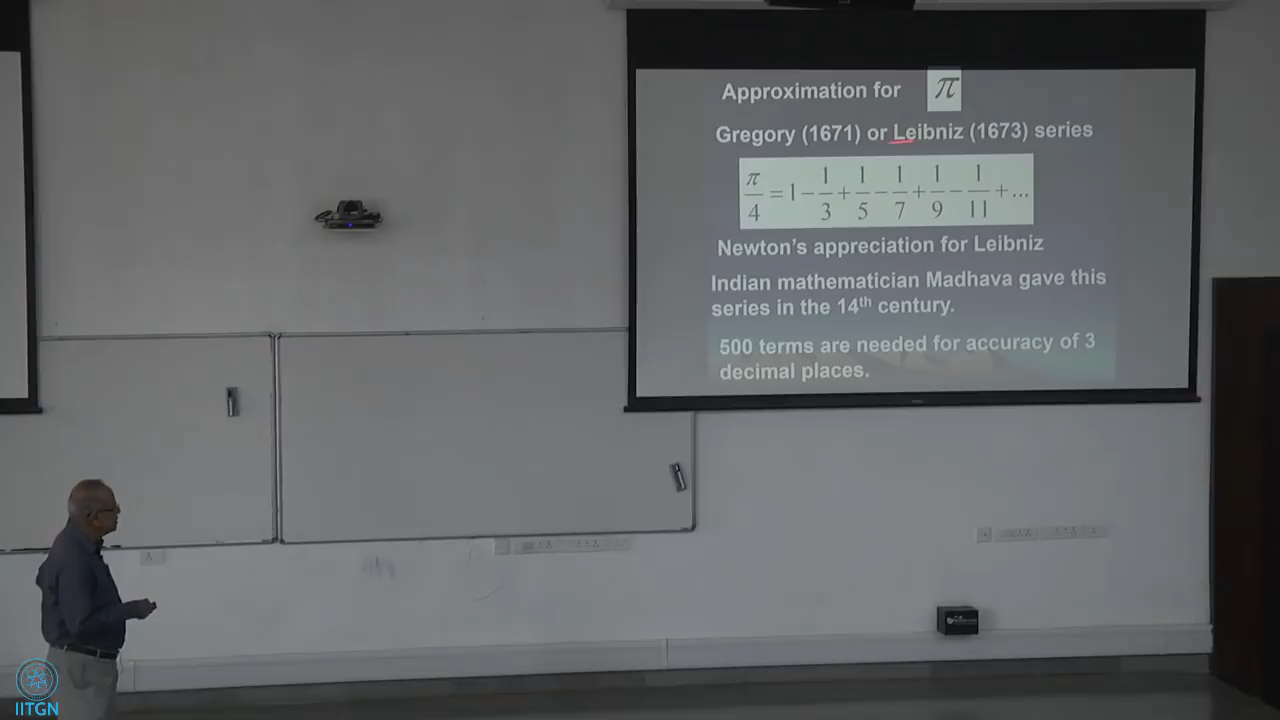 Approximation for π
Gregory (1671) or Leibniz (1673) series
π/4 = 1 - 1/3 + 1/5 - 1/7 + 1/9 - 1/11 + ...
Newton's appreciation for Leibniz
Indian mathematician Madhava gave this
series in the 14th century.
500 terms are needed for accuracy of 3
decimal places.
IITGN